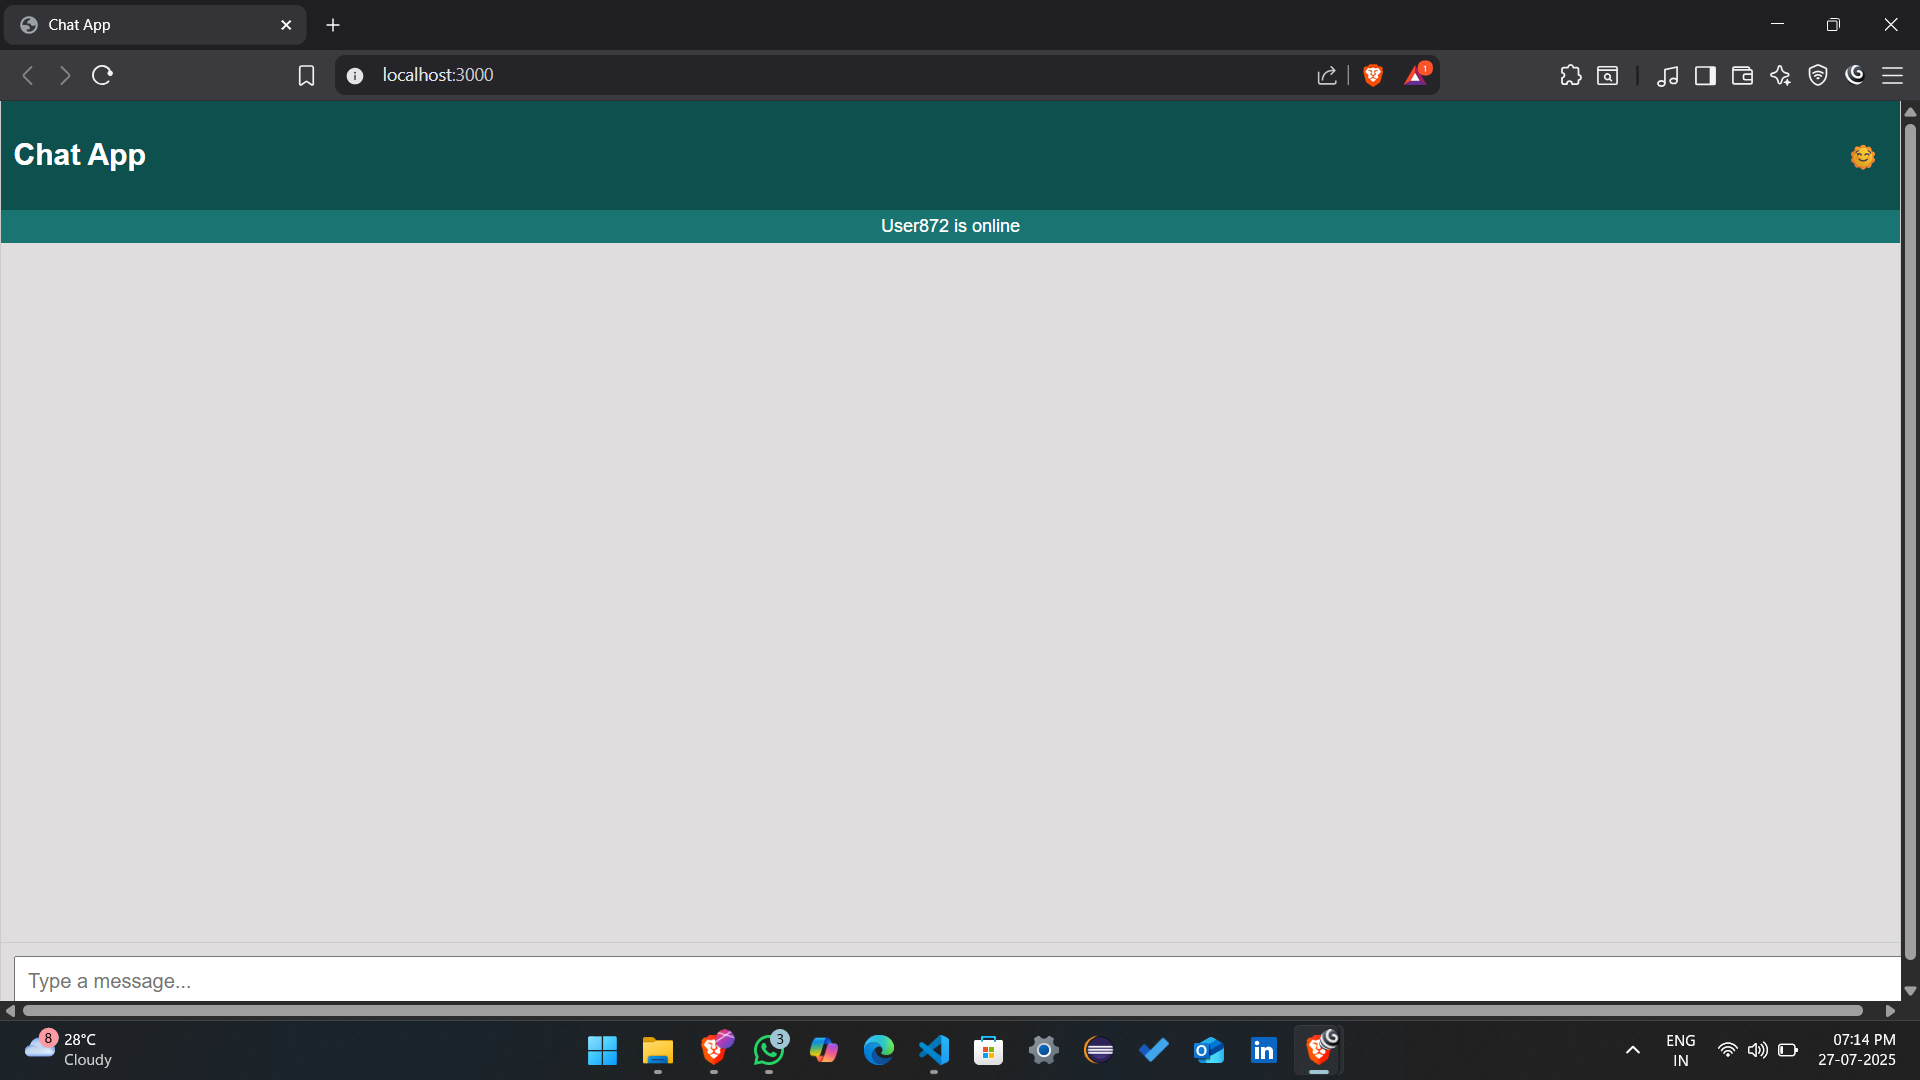 Chat App
localhost:3000
1
Chat App
User872 is online
Type a message...
8
28°C
Cloudy
3
ENG
IN
07:14 PM
27-07-2025